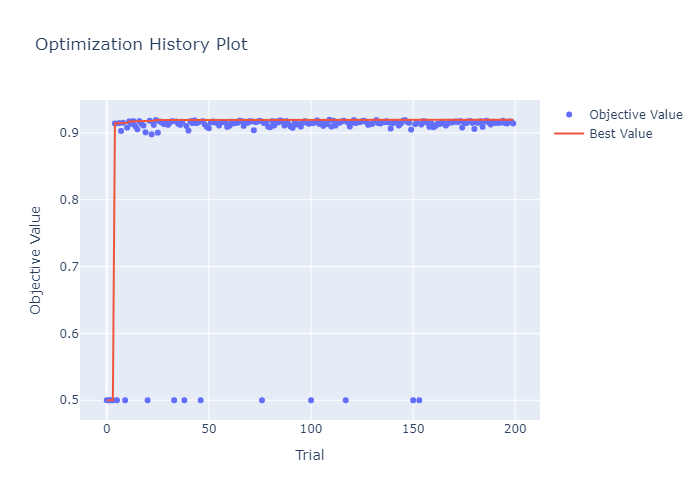 Optimization History Plot
Objective Value
Best Value
0.9
0.8
0.7
0.6
0.5
Objective Value
0
50
100
150
200
Trial